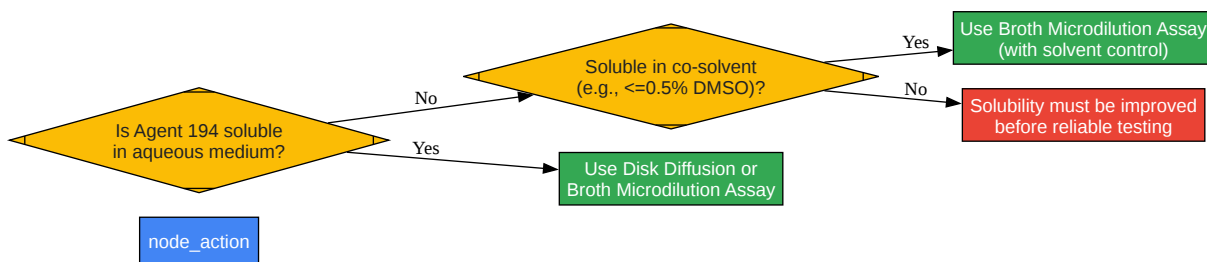 Is Agent 194 soluble
in aqueous medium?
No
Yes
Soluble in co-solvent
(e.g., <=0.5% DMSO)?
Yes
No
Use Broth Microdilution Assay
(with solvent control)
Solubility must be improved
before reliable testing
Use Disk Diffusion or
Broth Microdilution Assay
node_action